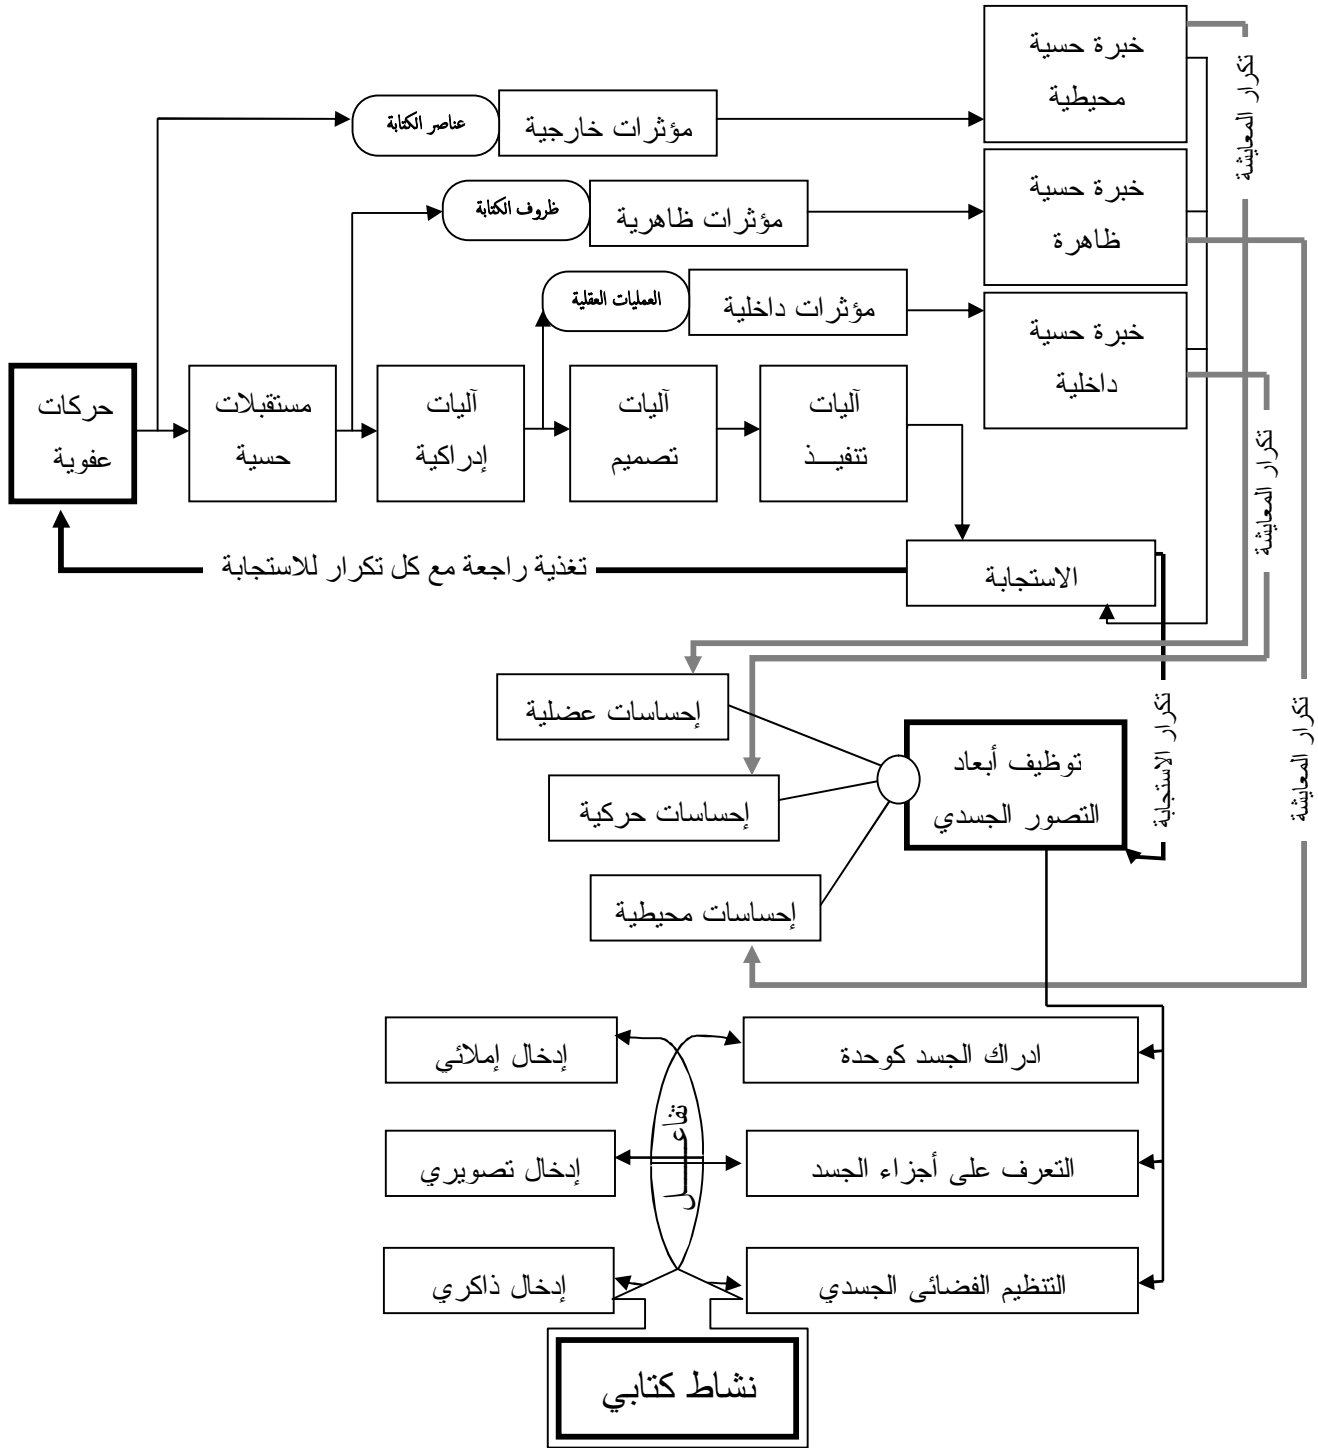 خبرة حسية
محيطية
تكرار المعايشة
عناصر الكتابة
مؤثرات خارجية
خبرة حسية
ظاهرة
ظروف الكتابة
مؤثرات ظاهرية
خبرة حسية
داخلية
العمليات العقلية
مؤثرات داخلية
حركات
عفوية
مستقبلات
حسية
آليات
إدراكية
آليات
تصميم
آليات
تنفيــذ
تكرار المعايشة
تغذية راجعة مع كل تكرار للاستجابة
الاستجابة
إحساسات عضلية
توظيف أبعاد
التصور الجسدي
تكرار الاستجابة
تكرار المعايشة
إحساسات حركية
إحساسات محيطية
إدخال إملائي
ادراك الجسد كوحدة
تفاعــــل
إدخال تصويري
التعرف على أجزاء الجسد
إدخال ذاكري
التنظيم الفضائى الجسدي
نشاط كتابي